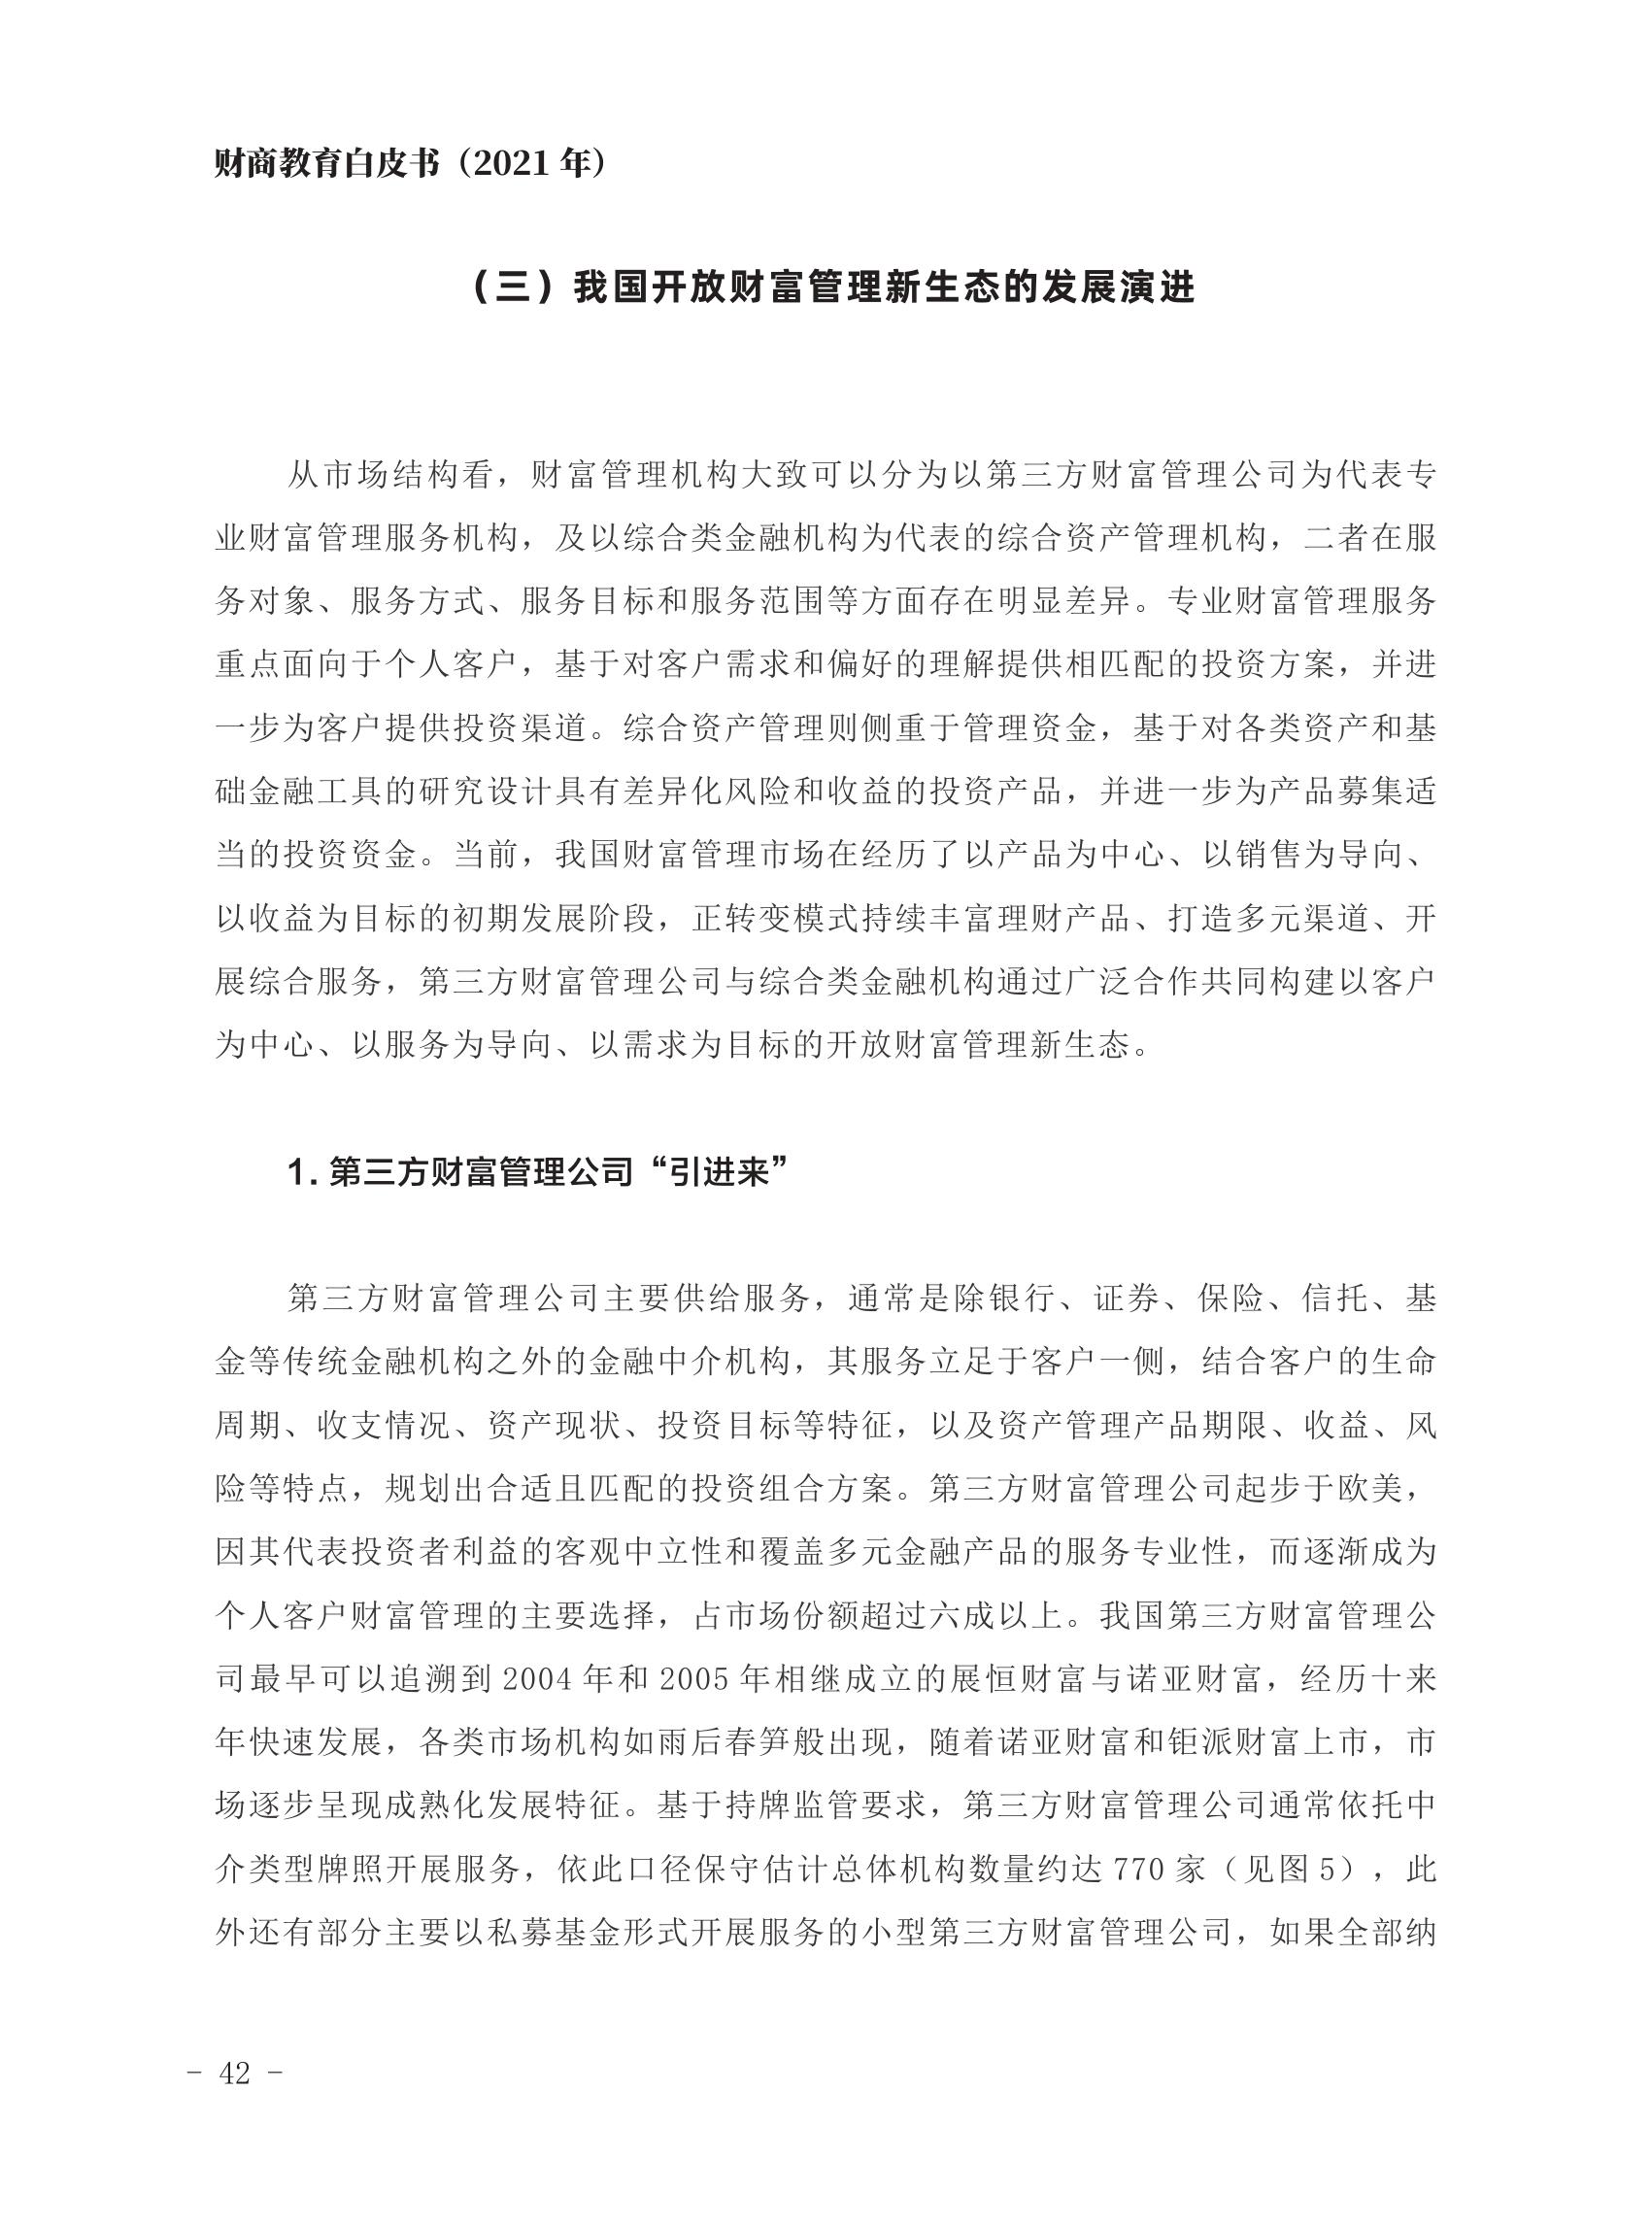 财商教育白皮书（2021 年）
（三）我国开放财富管理新生态的发展演进
从市场结构看，财富管理机构大致可以分为以第三方财富管理公司为代表专
业财富管理服务机构，及以综合类金融机构为代表的综合资产管理机构，二者在服
务对象、服务方式、服务目标和服务范围等方面存在明显差异。专业财富管理服务
重点面向于个人客户，基于对客户需求和偏好的理解提供相匹配的投资方案，并进
一步为客户提供投资渠道。综合资产管理则侧重于管理资金，基于对各类资产和基
础金融工具的研究设计具有差异化风险和收益的投资产品，并进一步为产品募集适
当的投资资金。当前，我国财富管理市场在经历了以产品为中心、以销售为导向、
以收益为目标的初期发展阶段，正转变模式持续丰富理财产品、打造多元渠道、开
展综合服务，第三方财富管理公司与综合类金融机构通过广泛合作共同构建以客户
为中心、以服务为导向、以需求为目标的开放财富管理新生态。
1. 第三方财富管理公司“引进来”
第三方财富管理公司主要供给服务，通常是除银行、证券、保险、信托、基
金等传统金融机构之外的金融中介机构，其服务立足于客户一侧，结合客户的生命
周期、收支情况、资产现状、投资目标等特征，以及资产管理产品期限、收益、风
险等特点，规划出合适且匹配的投资组合方案。第三方财富管理公司起步于欧美，
因其代表投资者利益的客观中立性和覆盖多元金融产品的服务专业性，而逐渐成为
个人客户财富管理的主要选择，占市场份额超过六成以上。我国第三方财富管理公
司最早可以追溯到 2004 年和 2005 年相继成立的展恒财富与诺亚财富，经历十来
年快速发展，各类市场机构如雨后春笋般出现，随着诺亚财富和钜派财富上市，市
场逐步呈现成熟化发展特征。基于持牌监管要求，第三方财富管理公司通常依托中
介类型牌照开展服务，依此口径保守估计总体机构数量约达 770 家（见图 5），此
外还有部分主要以私募基金形式开展服务的小型第三方财富管理公司，如果全部纳
- 42 -